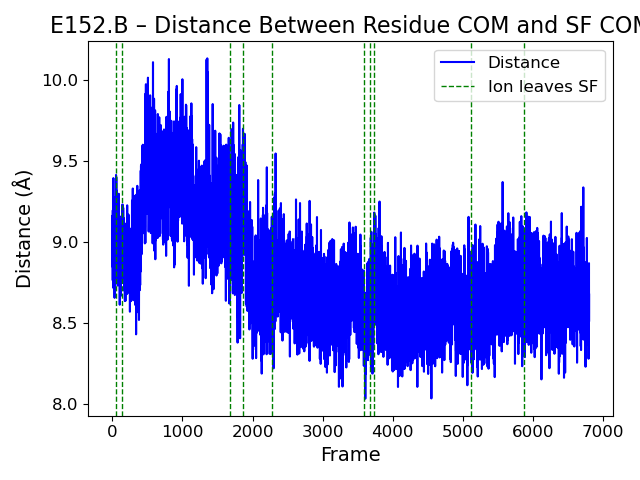 E152.B – Distance Between Residue COM and SF COM
Distance
Ion leaves SF
Distance (Å)
10.0
9.5
9.0
8.5
8.0
0 1000 2000 3000 4000 5000 6000 7000
Frame